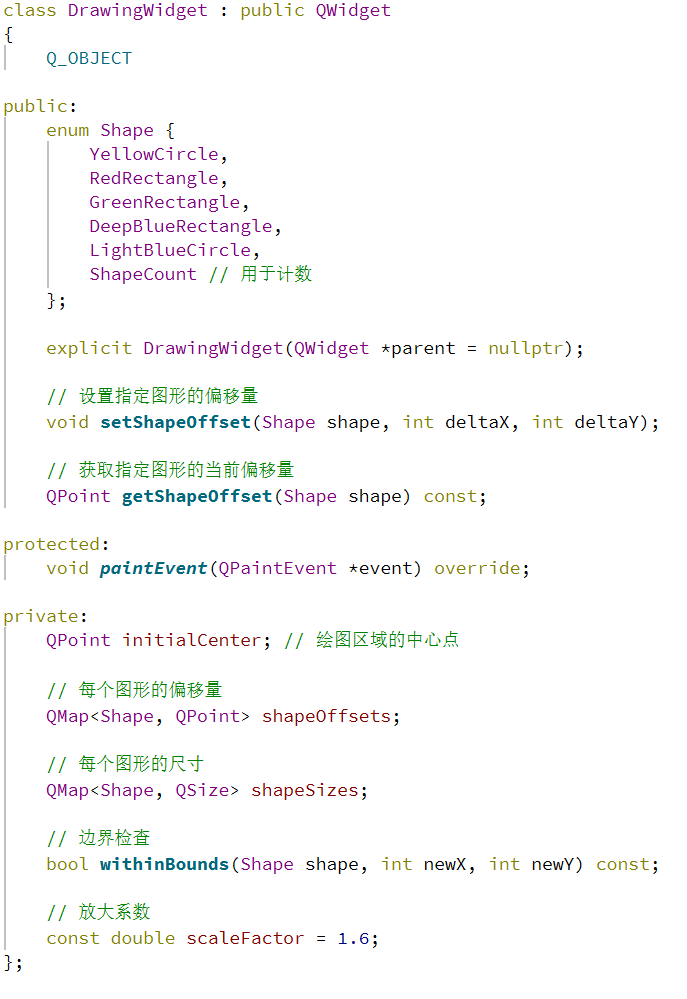 class DrawingWidget : public QWidget
{
    Q_OBJECT

public:
    enum Shape {
        YellowCircle,
        RedRectangle,
        GreenRectangle,
        DeepBlueRectangle,
        LightBlueCircle,
        ShapeCount // 用于计数
    };

    explicit DrawingWidget(QWidget *parent = nullptr);

    // 设置指定图形的偏移量
    void setShapeOffset(Shape shape, int deltaX, int deltaY);

    // 获取指定图形的当前偏移量
    QPoint getShapeOffset(Shape shape) const;

protected:
    void paintEvent(QPaintEvent *event) override;

private:
    QPoint initialCenter; // 绘图区域的中心点

    // 每个图形的偏移量
    QMap<Shape, QPoint> shapeOffsets;

    // 每个图形的尺寸
    QMap<Shape, QSize> shapeSizes;

    // 边界检查
    bool withinBounds(Shape shape, int newX, int newY) const;

    // 放大系数
    const double scaleFactor = 1.6;
};